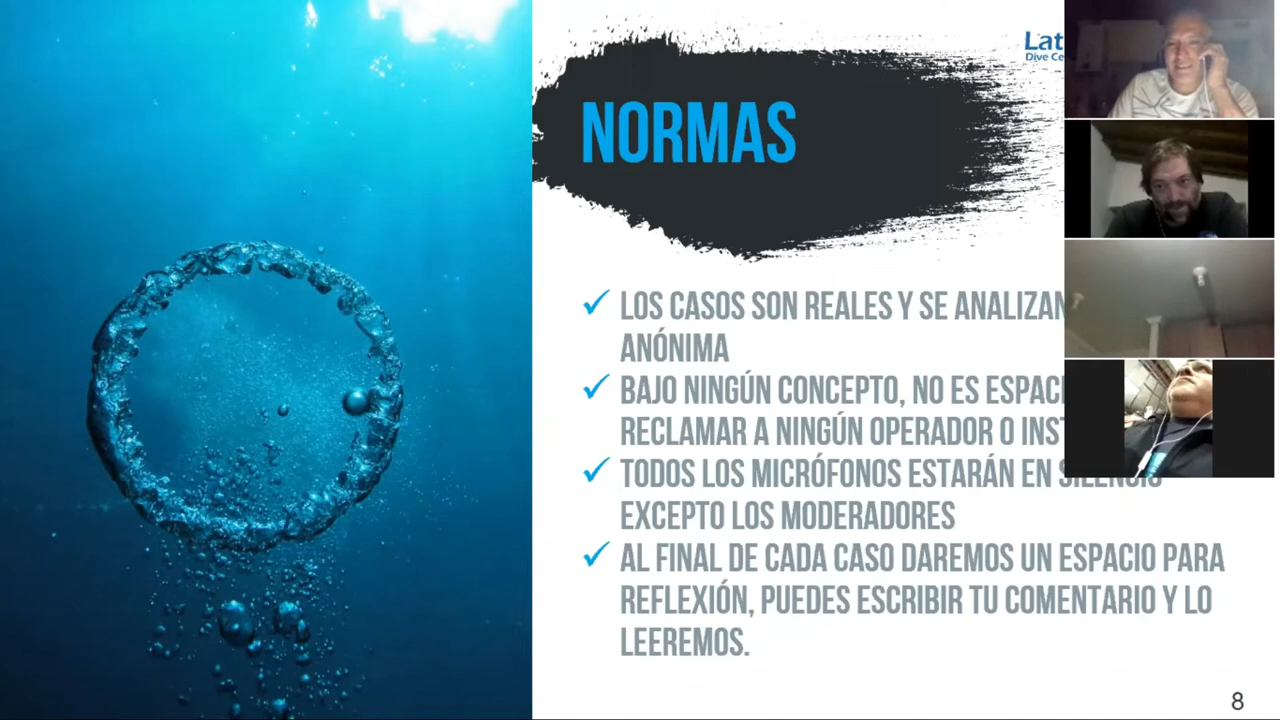 Lat
Dive Ce
NORMAS
LOS CASOS SON REALES Y SE ANALIZAN
ANÓNIMA
BAJO NINGÚN CONCEPTO, NO ES ESPACI
RECLAMAR A NINGÚN OPERADOR O INST
TODOS LOS MICRÓFONOS ESTARÁN EN SILENCIO
EXCEPTO LOS MODERADORES
AL FINAL DE CADA CASO DAREMOS UN ESPACIO PARA
REFLEXIÓN, PUEDES ESCRIBIR TU COMENTARIO Y LO
LEEREMOS.
8